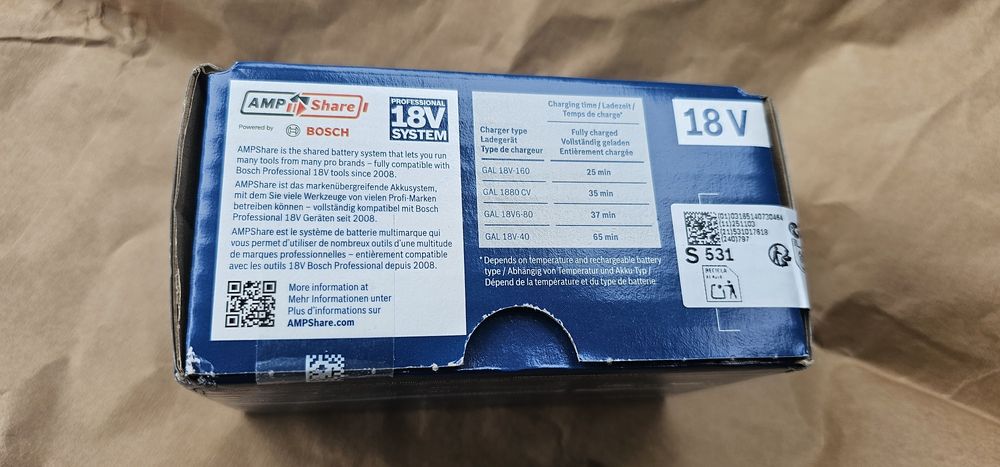 AMP Share
Powered by BOSCH
PROFESSIONAL
18V
SYSTEM
AMPShare is the shared battery system that lets you run
many tools from many pro brands – fully compatible with
Bosch Professional 18V tools since 2008.
AMPShare ist das markenübergreifende Akkusystem,
mit dem Sie viele Werkzeuge von vielen Profi-Marken
betreiben können – vollständig kompatibel mit Bosch
Professional 18V Geräten seit 2008.
AMPShare est le système de batterie multimarque qui
vous permet d'utiliser de nombreux outils d'une multitude
de marques professionnelles – entièrement compatible
avec les outils 18V Bosch Professional depuis 2008.
More information at
Mehr Informationen unter
Plus d'informations sur
AMPShare.com
Charging time / Ladezeit /
Temps de charge*
Charger type
Ladegerät
Type de chargeur
Fully charged
Vollständig geladen
Entièrement chargée
GAL 18V-160 25 min
GAL 1880 CV 35 min
GAL 18V6-80 37 min
GAL 18V-40 65 min
* Depends on temperature and rechargeable battery
type / Abhängig von Temperatur und Akku-Typ /
Dépend de la température et du type de batterie.
18 V
(11)251103
(21)531017819
(240)797
S 531
RECICLA